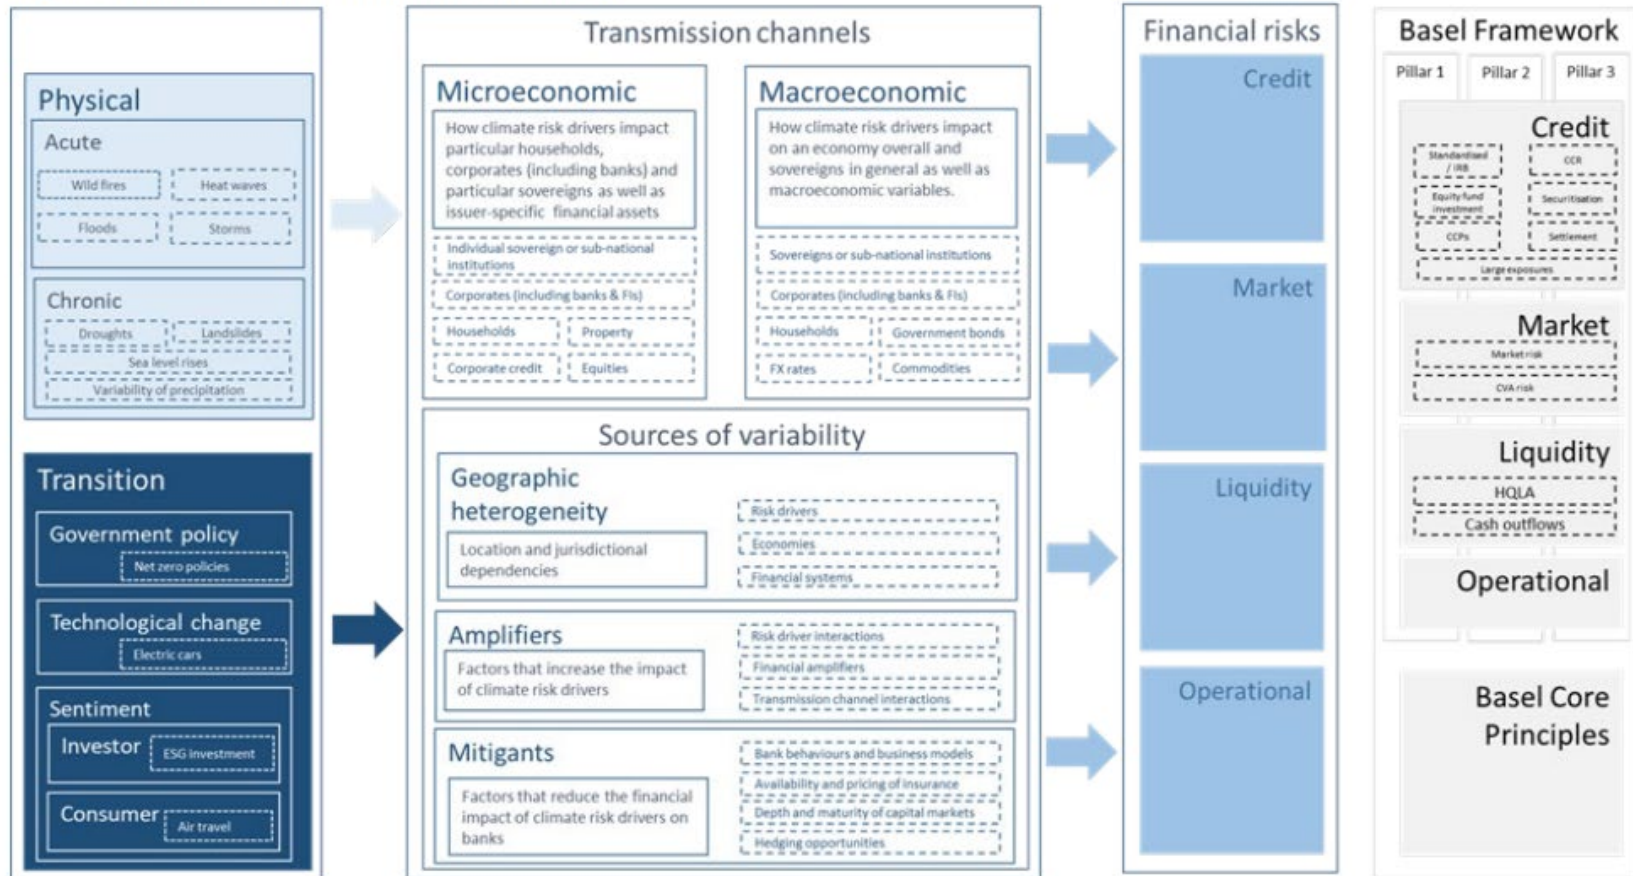 Physical
Acute
Wild fires
Heat waves
Floods
Storms
Chronic
Droughts
Landslides
Sea level rises
Variability of precipitation
Transition
Government policy
Net zero policies
Technological change
Electric cars
Sentiment
Investor
ESG investment
Consumer
Air travel
Transmission channels
Microeconomic
How climate risk drivers impact
particular households,
corporates (including banks) and
particular sovereigns as well as
issuer-specific financial assets
Individual sovereign or sub-national
institutions
Corporates (including banks & FIs)
Households
Property
Corporate credit
Equities
Macroeconomic
How climate risk drivers impact
on an economy overall and
sovereigns in general as well as
macroeconomic variables.
Sovereigns or sub-national institutions
Corporates (including banks & FIs)
Households
Government bonds
FX rates
Commodities
Sources of variability
Geographic
heterogeneity
Location and jurisdictional
dependencies
Risk drivers
Economies
Financial systems
Amplifiers
Factors that increase the impact
of climate risk drivers
Risk driver interactions
Financial amplifiers
Transmission channel interactions
Mitigants
Factors that reduce the financial
impact of climate risk drivers on
banks
Bank behaviours and business models
Availability and pricing of insurance
Depth and maturity of capital markets
Hedging opportunities
Financial risks
Credit
Market
Liquidity
Operational
Basel Framework
Pillar 1
Pillar 2
Pillar 3
Credit
Standardised
/ IRB
CCR
Equity fund
investment
Securitisation
CCPs
Settlement
Large exposures
Market
Market risk
CVA risk
Liquidity
HQLA
Cash outflows
Operational
Basel Core
Principles